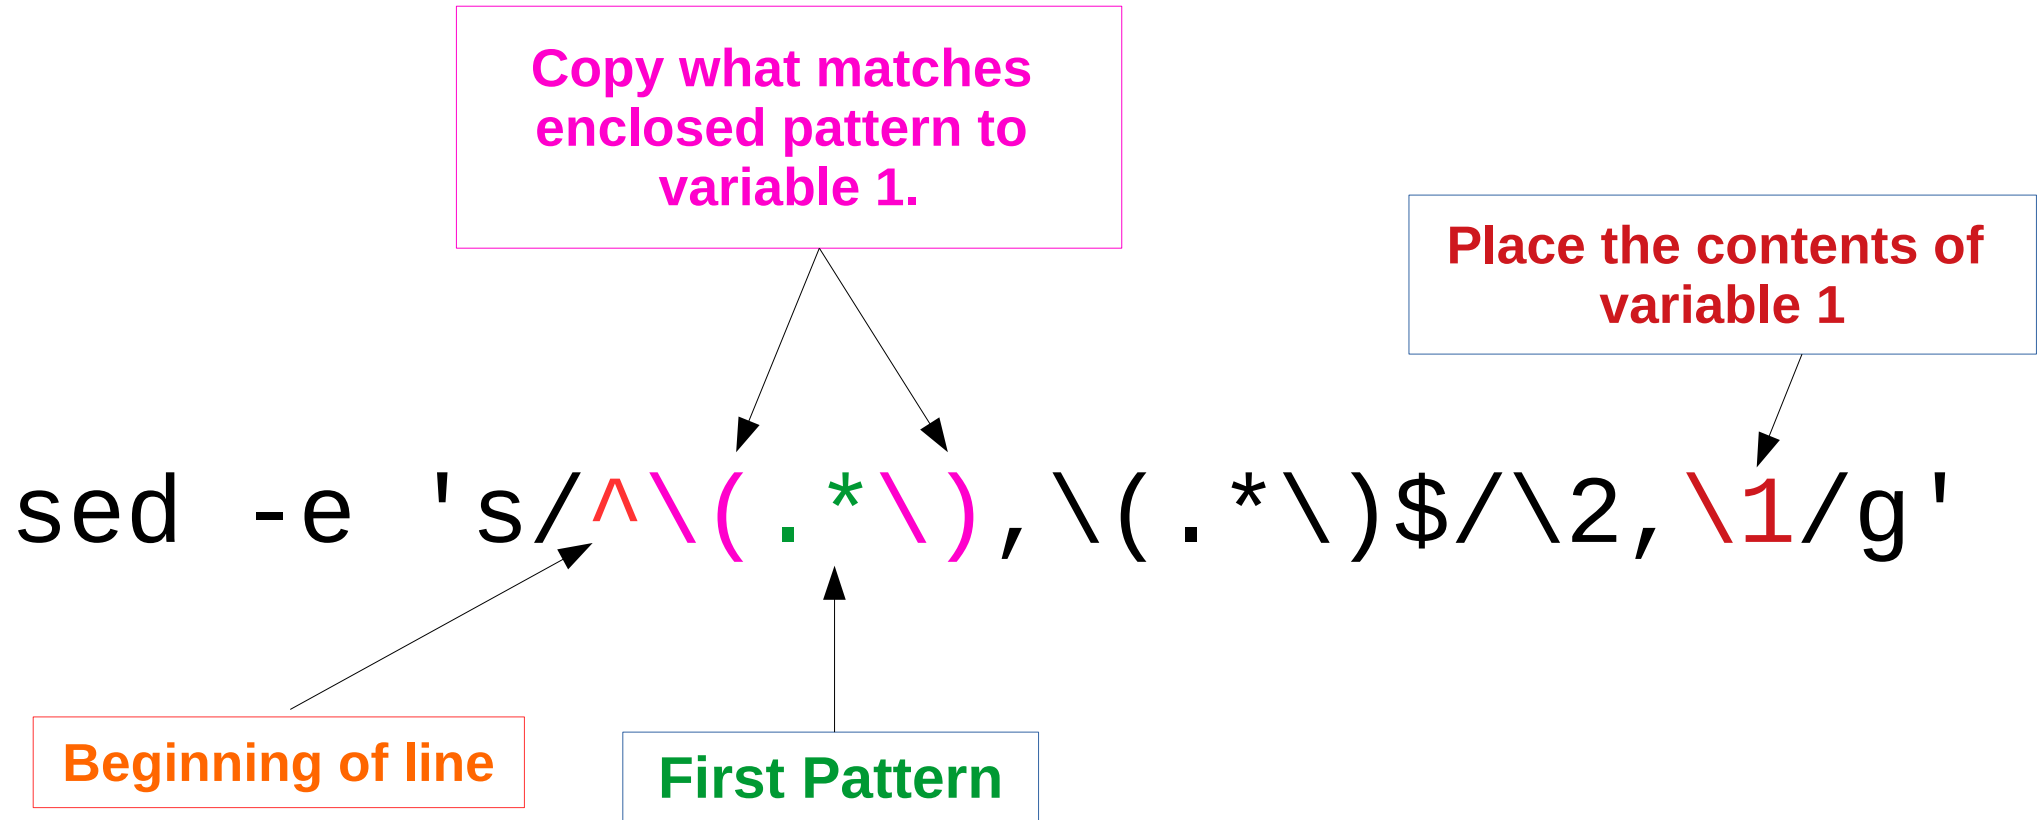 Copy what matches
enclosed pattern to
variable 1.
Place the contents of
variable 1
sed -e 's/^\(.*\),\(.*\)$/\2,\1/g'
Beginning of line
First Pattern